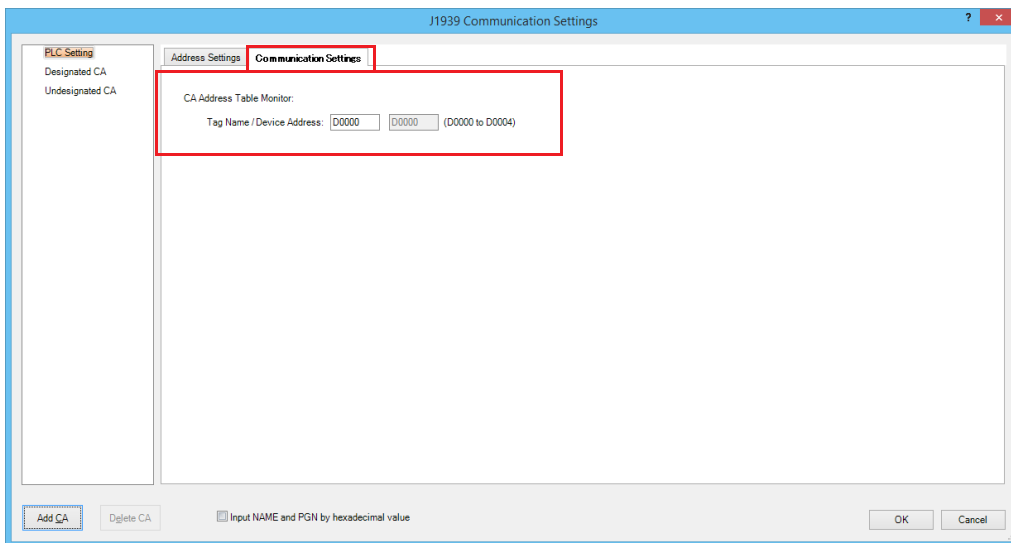 J1939 Communication Settings
? ×
PLC Setting
Designated CA
Undesignated CA
Address Settings Communication Settings
CA Address Table Monitor:
Tag Name / Device Address: D0000 D0000 (D0000 to D0004)
Add CA Delete CA Input NAME and PGN by hexadecimal value OK Cancel